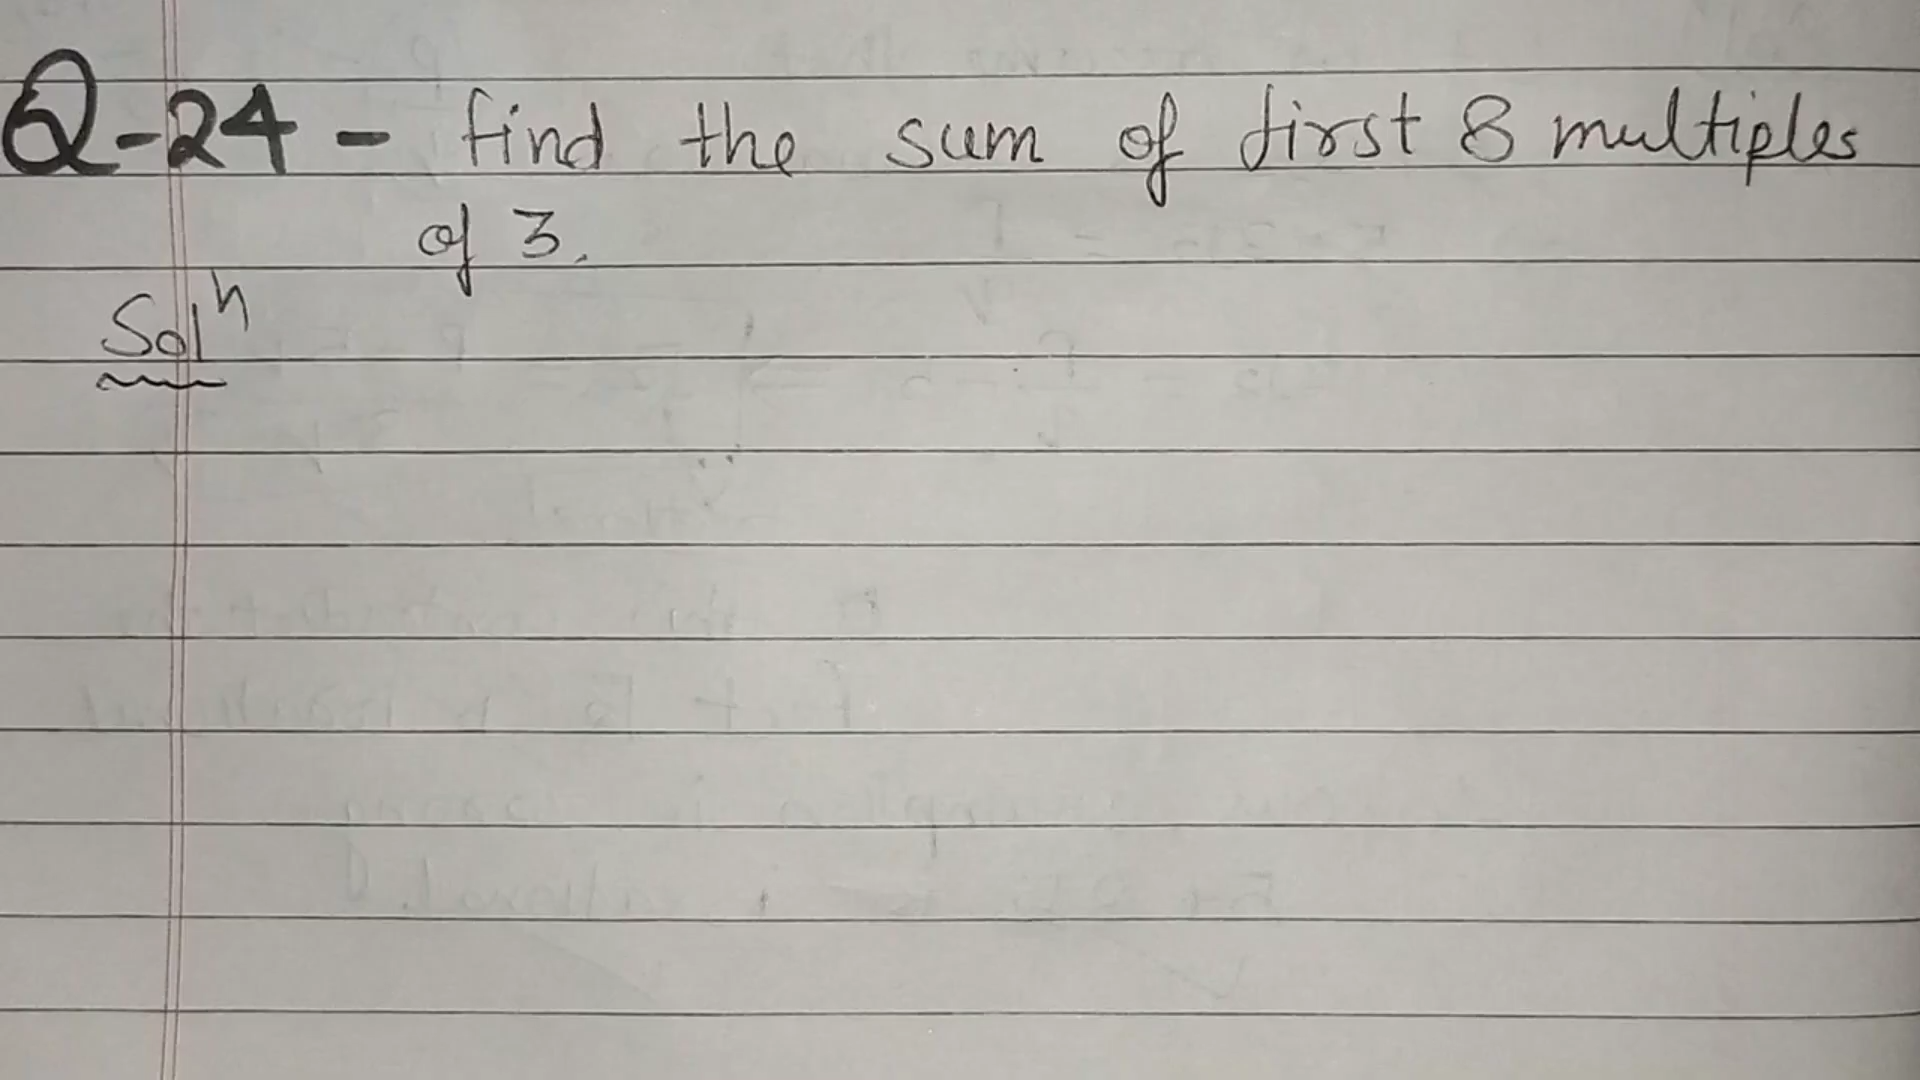 Q-24 - find the sum of first 8 multiples
of 3.
Solⁿ